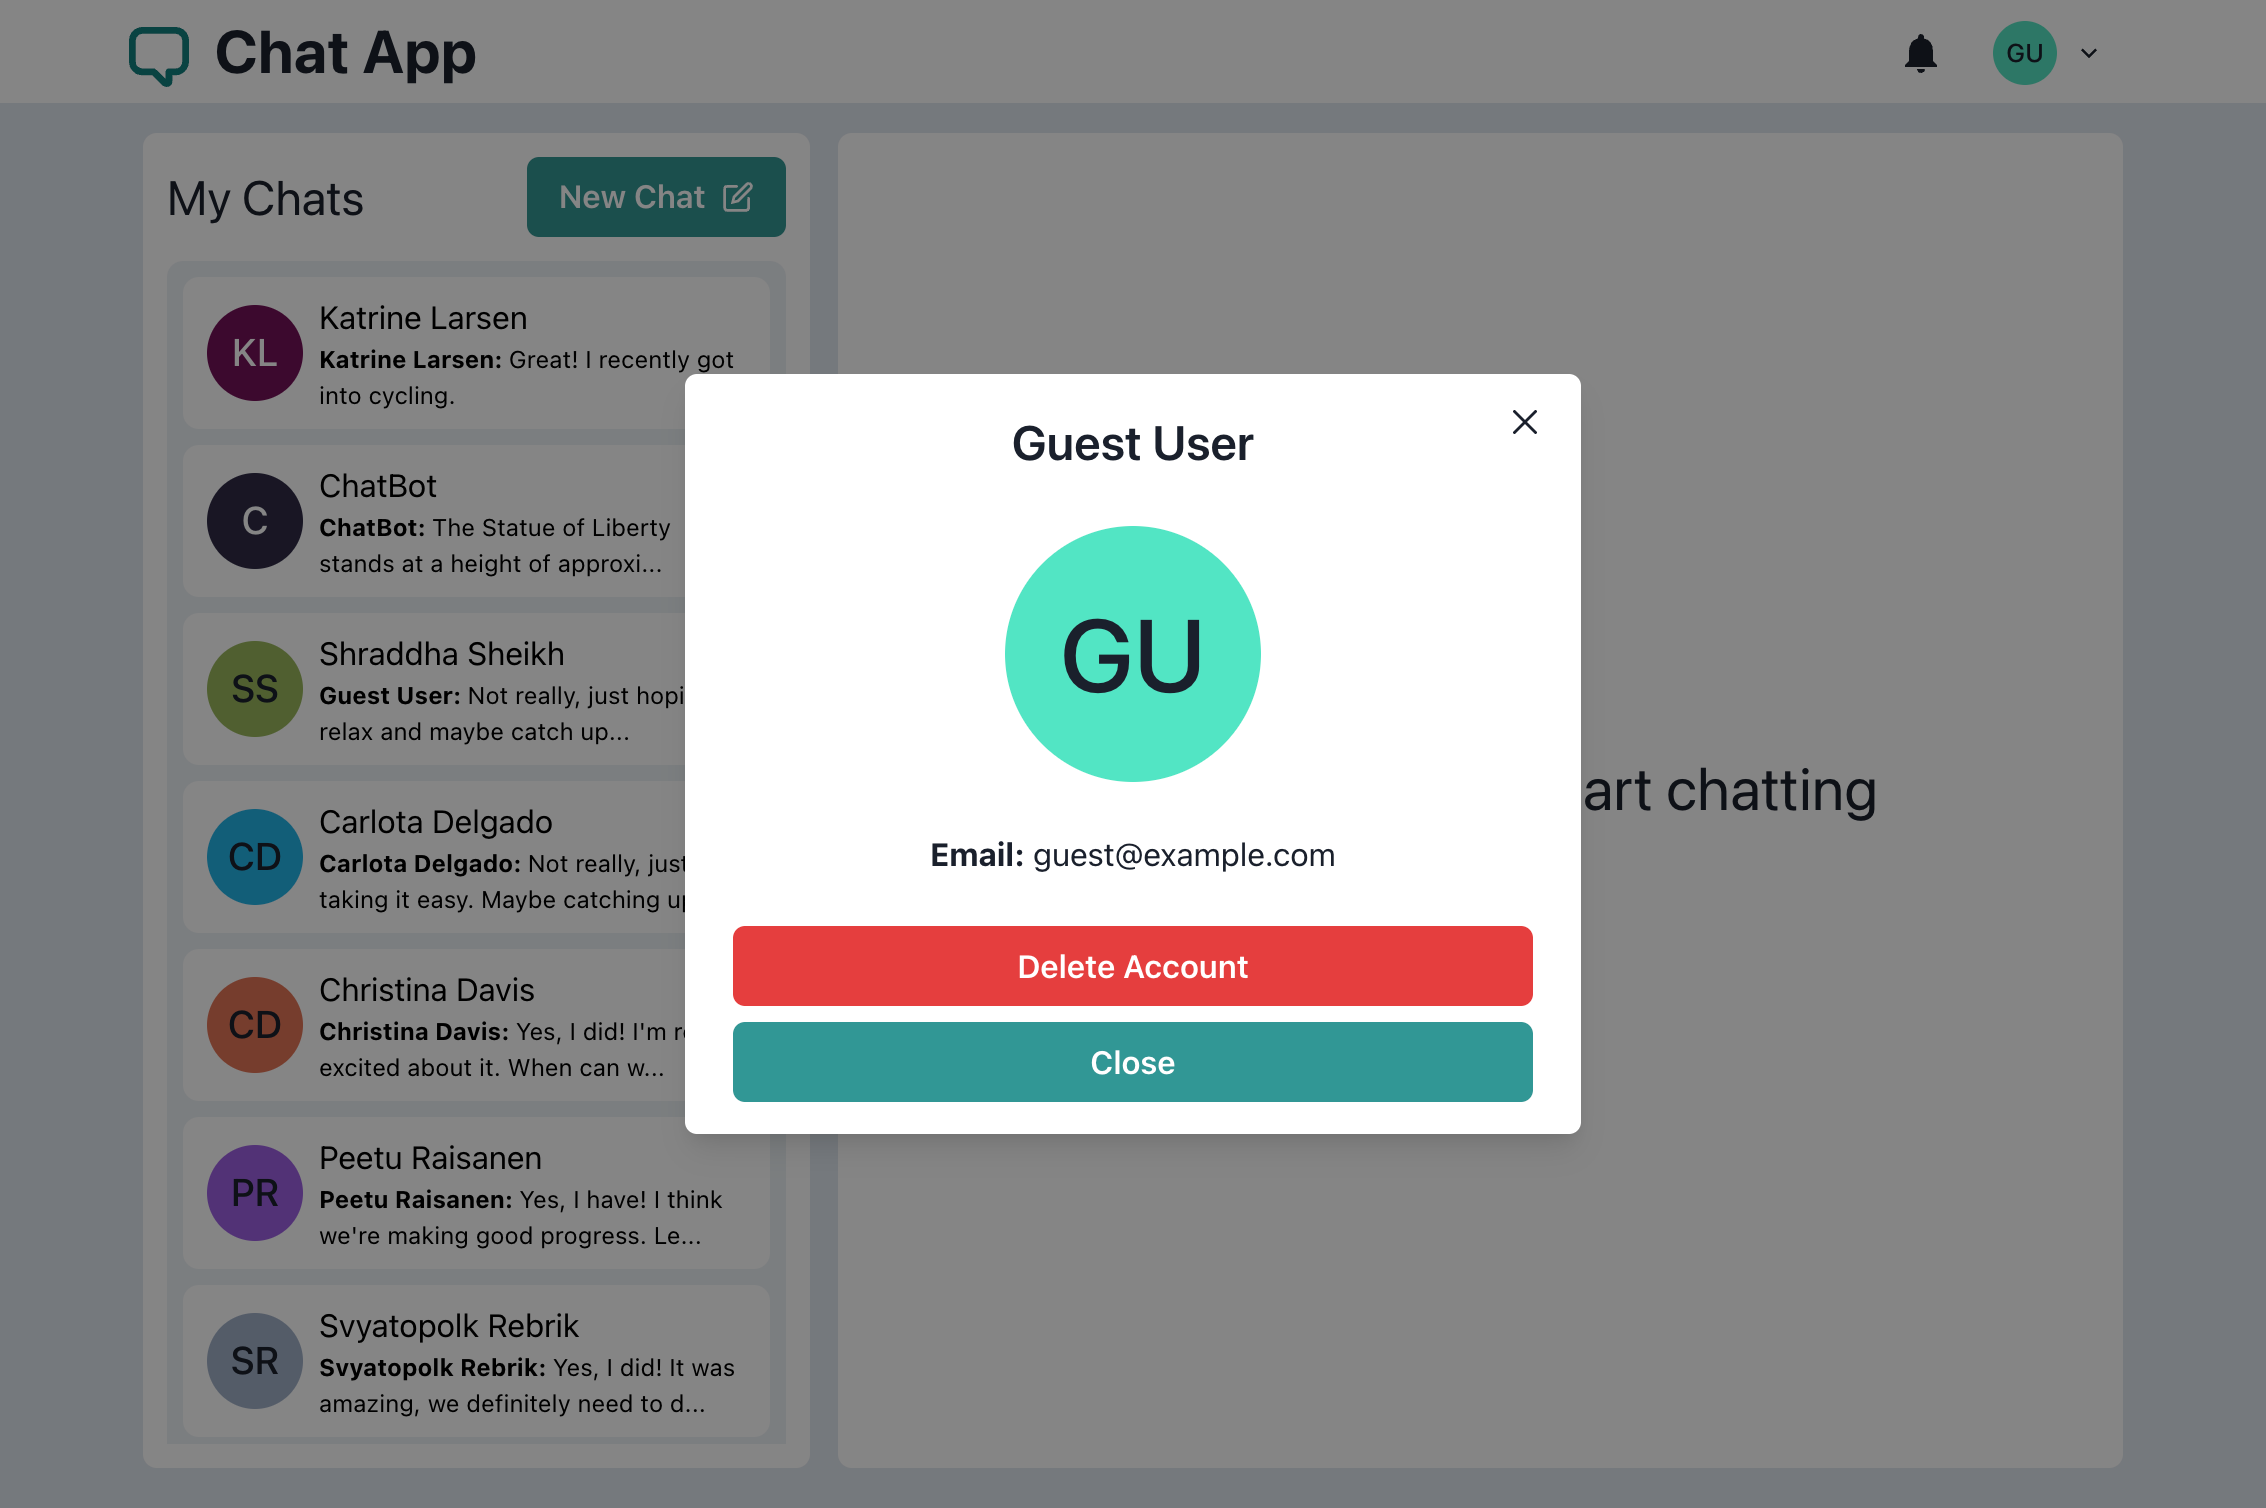 Chat App
GU
My Chats
New Chat
KL
Katrine Larsen
Katrine Larsen: Great! I recently got
into cycling.
C
ChatBot
ChatBot: The Statue of Liberty
stands at a height of approxi...
SS
Shraddha Sheikh
Guest User: Not really, just hopi
relax and maybe catch up...
CD
Carlota Delgado
Carlota Delgado: Not really, just
taking it easy. Maybe catching up
CD
Christina Davis
Christina Davis: Yes, I did! I'm re
excited about it. When can w...
PR
Peetu Raisanen
Peetu Raisanen: Yes, I have! I think
we're making good progress. Le...
SR
Svyatopolk Rebrik
Svyatopolk Rebrik: Yes, I did! It was
amazing, we definitely need to d...
Guest User
GU
Email: guest@example.com
Delete Account
Close
art chatting